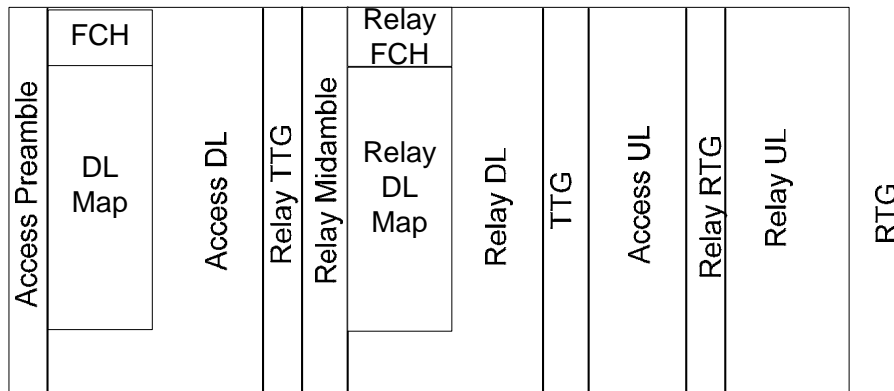 Access Preamble
FCH
DL
Map
Access DL
Relay TTG
Relay Midamble
Relay
FCH
Relay
DL
Map
Relay DL
TTG
Access UL
Relay RTG
Relay UL
RTG